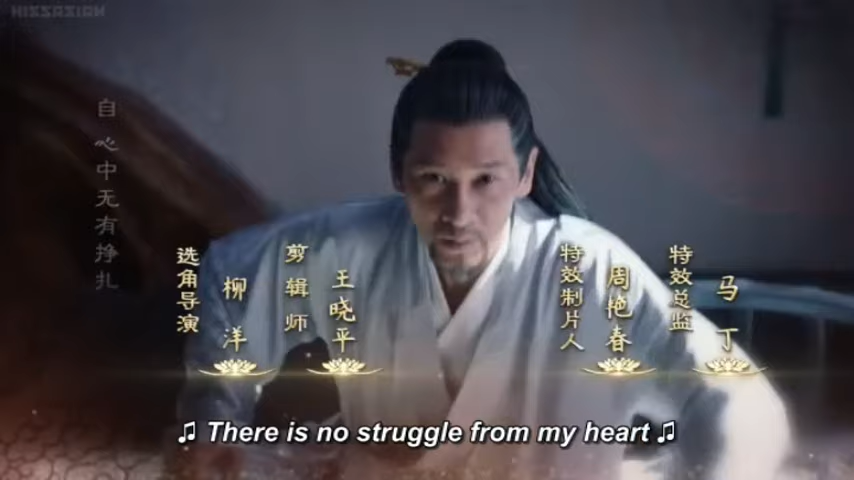 KISSASIAN
自心中无有挣扎
选角导演
柳洋
剪辑师
王晓平
特效制片人
周艳春
特效总监
马丁
♫ There is no struggle from my heart ♫